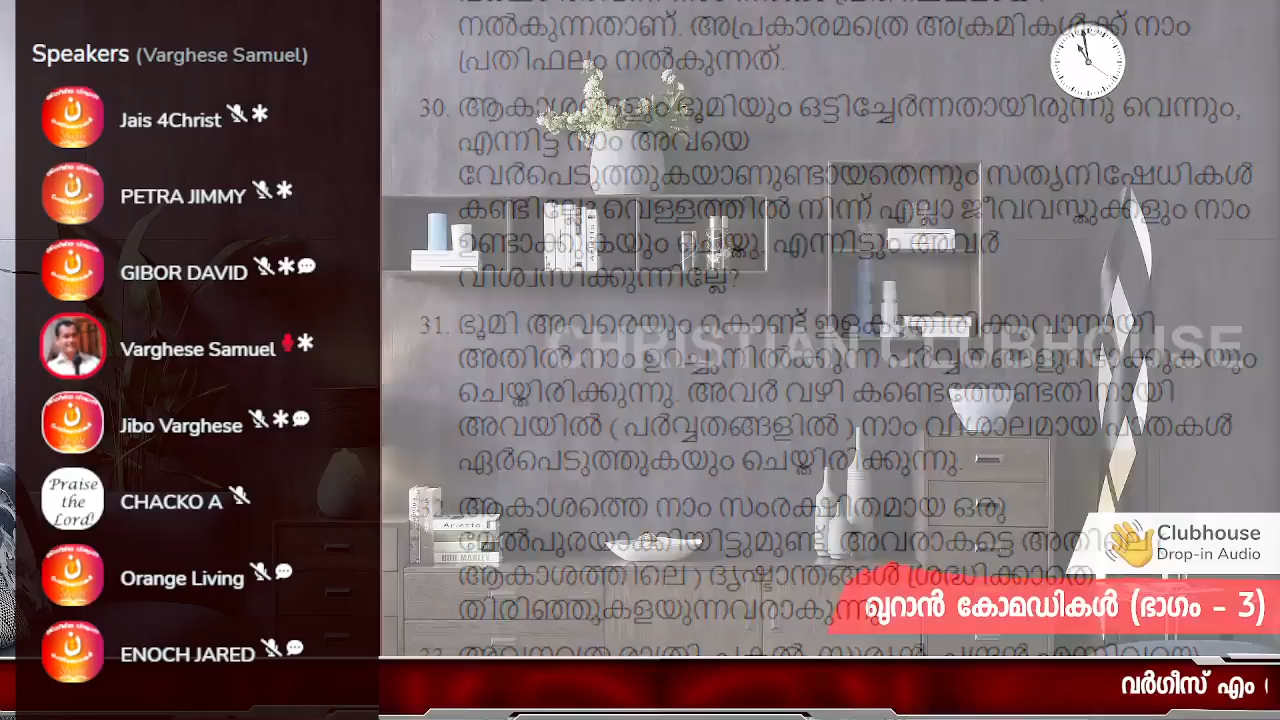 Speakers (Varghese Samuel)
Jais 4Christ
PETRA JIMMY
GIBOR DAVID
Varghese Samuel
Jibo Varghese
CHACKO A
Praise
the
Lord!
Orange Living
ENOCH JARED
നൽകുന്നതാണ്. അപ്രകാരമത്രെ അക്രമികൾക്ക് നാം
പ്രതിഫലം നൽകുന്നത്.
30. ആകാശങ്ങളും ഭൂമിയും ഒട്ടിച്ചേർന്നതായിരുന്നു വെന്നും,
എന്നിട്ട് നാം അവയെ
വേർപെടുത്തുകയാണുണ്ടായതെന്നും സത്യനിഷേധികൾ
കണ്ടില്ലേ? വെള്ളത്തിൽ നിന്ന് എല്ലാ ജീവവസ്തുക്കളും നാം
ഉണ്ടാക്കുകയും ചെയ്തു. എന്നിട്ടും അവർ
വിശ്വസിക്കുന്നില്ലേ?
31. ഭൂമി അവരെയും കൊണ്ട് ഇളകാതിരിക്കുവാനായി
അതിൽ നാം ഉറച്ചുനിൽക്കുന്ന പർവ്വതങ്ങളുണ്ടാക്കുകയും
ചെയ്തിരിക്കുന്നു. അവർ വഴി കണ്ടെത്തേണ്ടതിനായി
അവയിൽ ( പർവ്വതങ്ങളിൽ ) നാം വിശാലമായ പാതകൾ
ഏർപെടുത്തുകയും ചെയ്തിരിക്കുന്നു.
32. ആകാശത്തെ നാം സംരക്ഷിതമായ ഒരു
മേൽപുരയാക്കിയിട്ടുമുണ്ട്. അവരാകട്ടെ അതിലെ
ആകാശത്തിലെ ) ദൃഷ്ടാന്തങ്ങൾ ശ്രദ്ധിക്കാതെ
തിരിഞ്ഞുകളയുന്നവരാകുന്നു
CHRISTIAN CLUBHOUSE
Clubhouse
Drop-in Audio
ഖുറാൻ കോമഡികൾ (ഭാഗം - 3)
വർഗീസ് എം